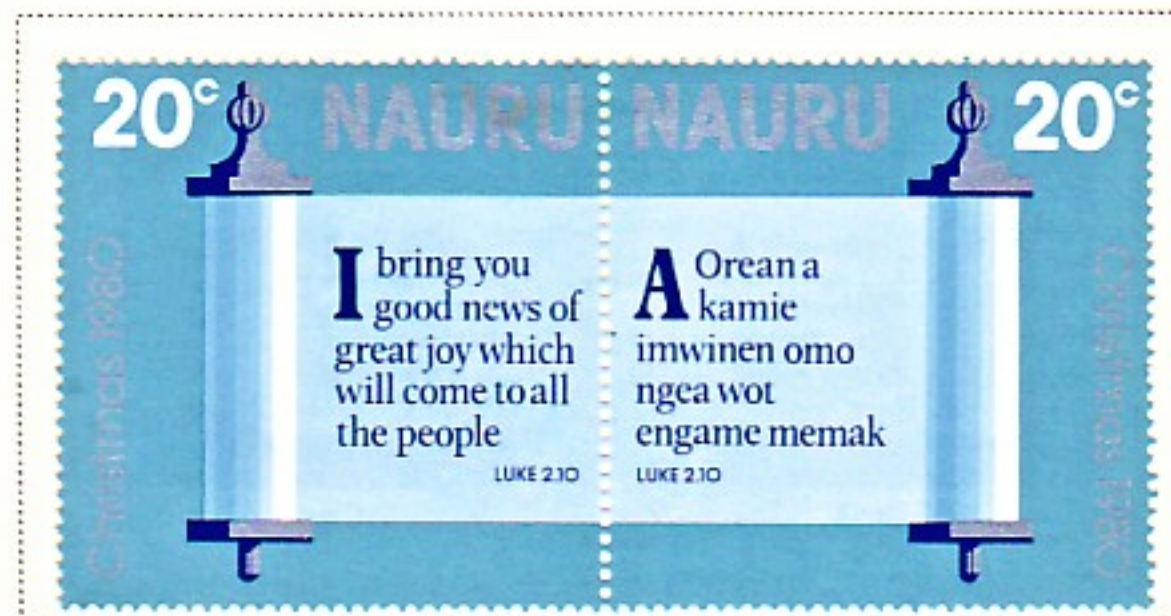 20c NAURU
Christmas 1980
I bring you
good news of
great joy which
will come to all
the people
LUKE 2.10
NAURU 20c
A Orean a
kamie
imwinen omo
ngea wot
engame memak
LUKE 2.10
Christmas 1980